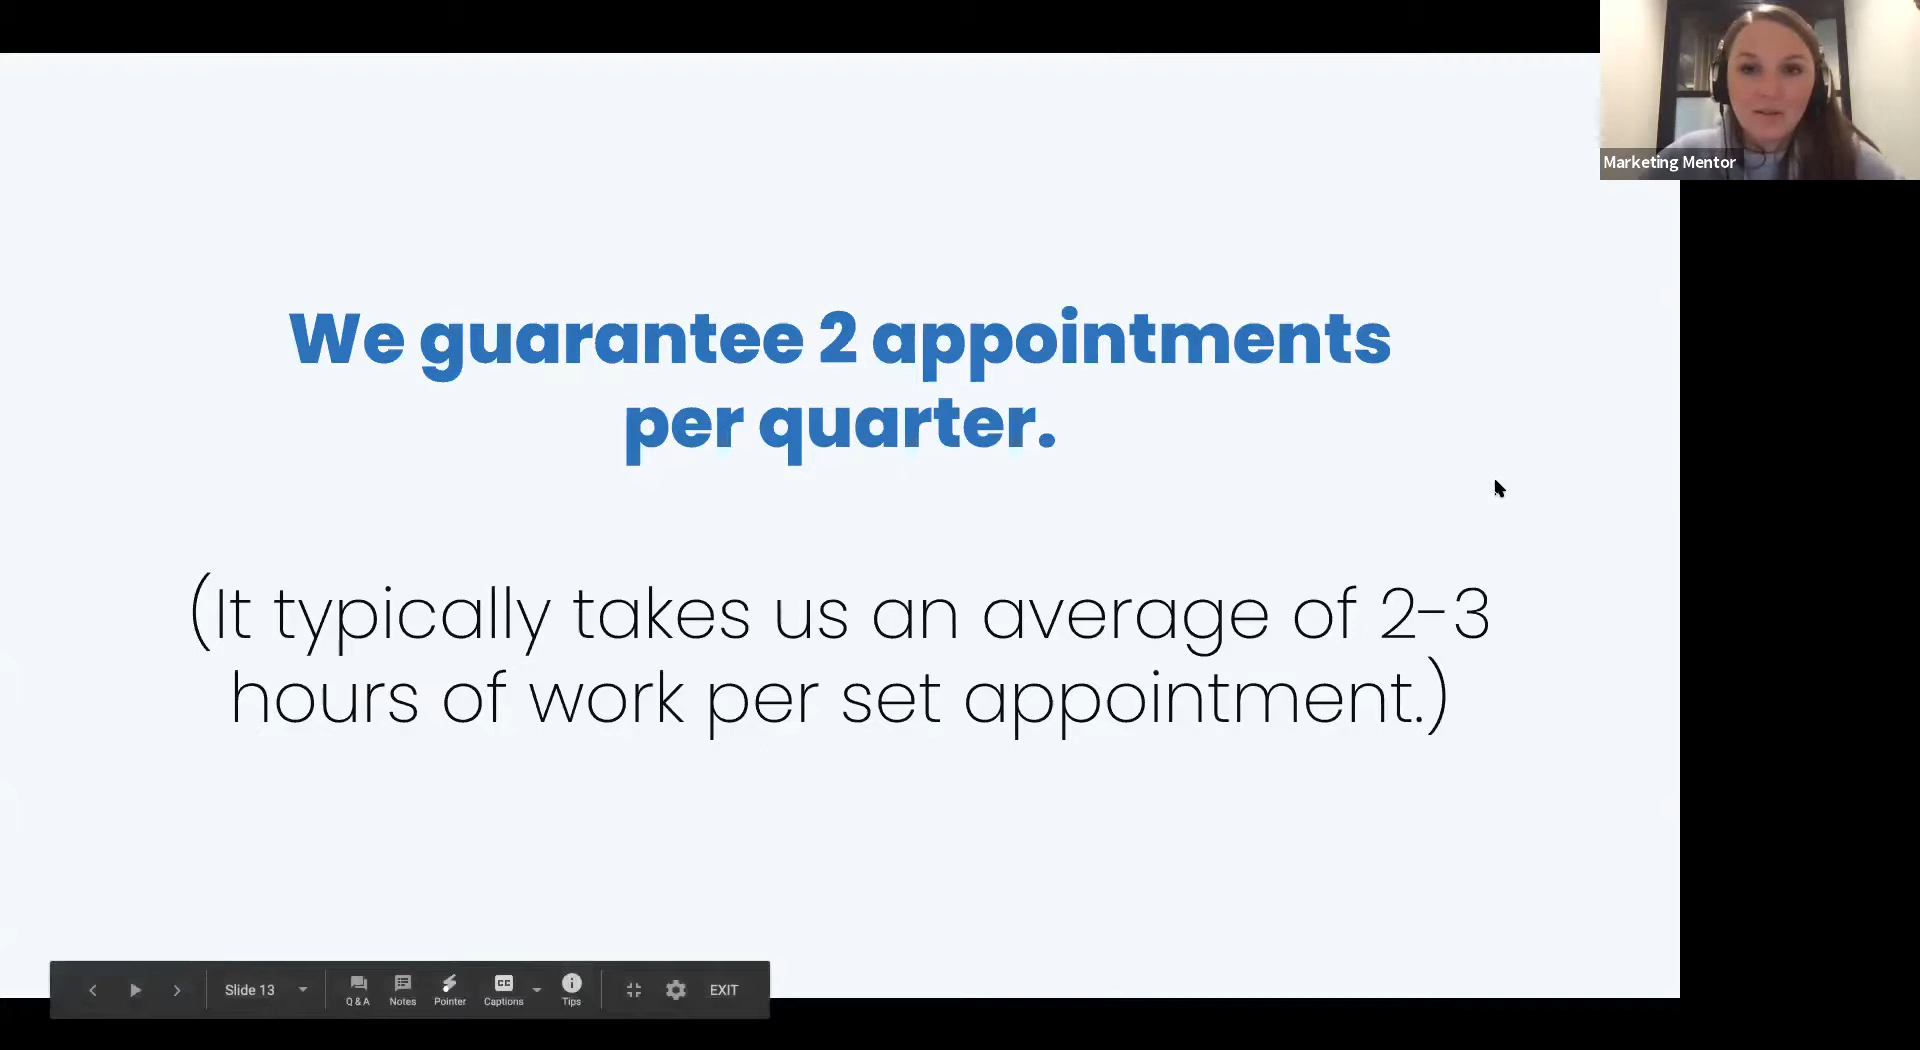 Marketing Mentor
We guarantee 2 appointments
per quarter.
(It typically takes us an average of 2-3
hours of work per set appointment.)
Slide 13
Q & A
Notes
Pointer
CC
Captions
Tips
EXIT